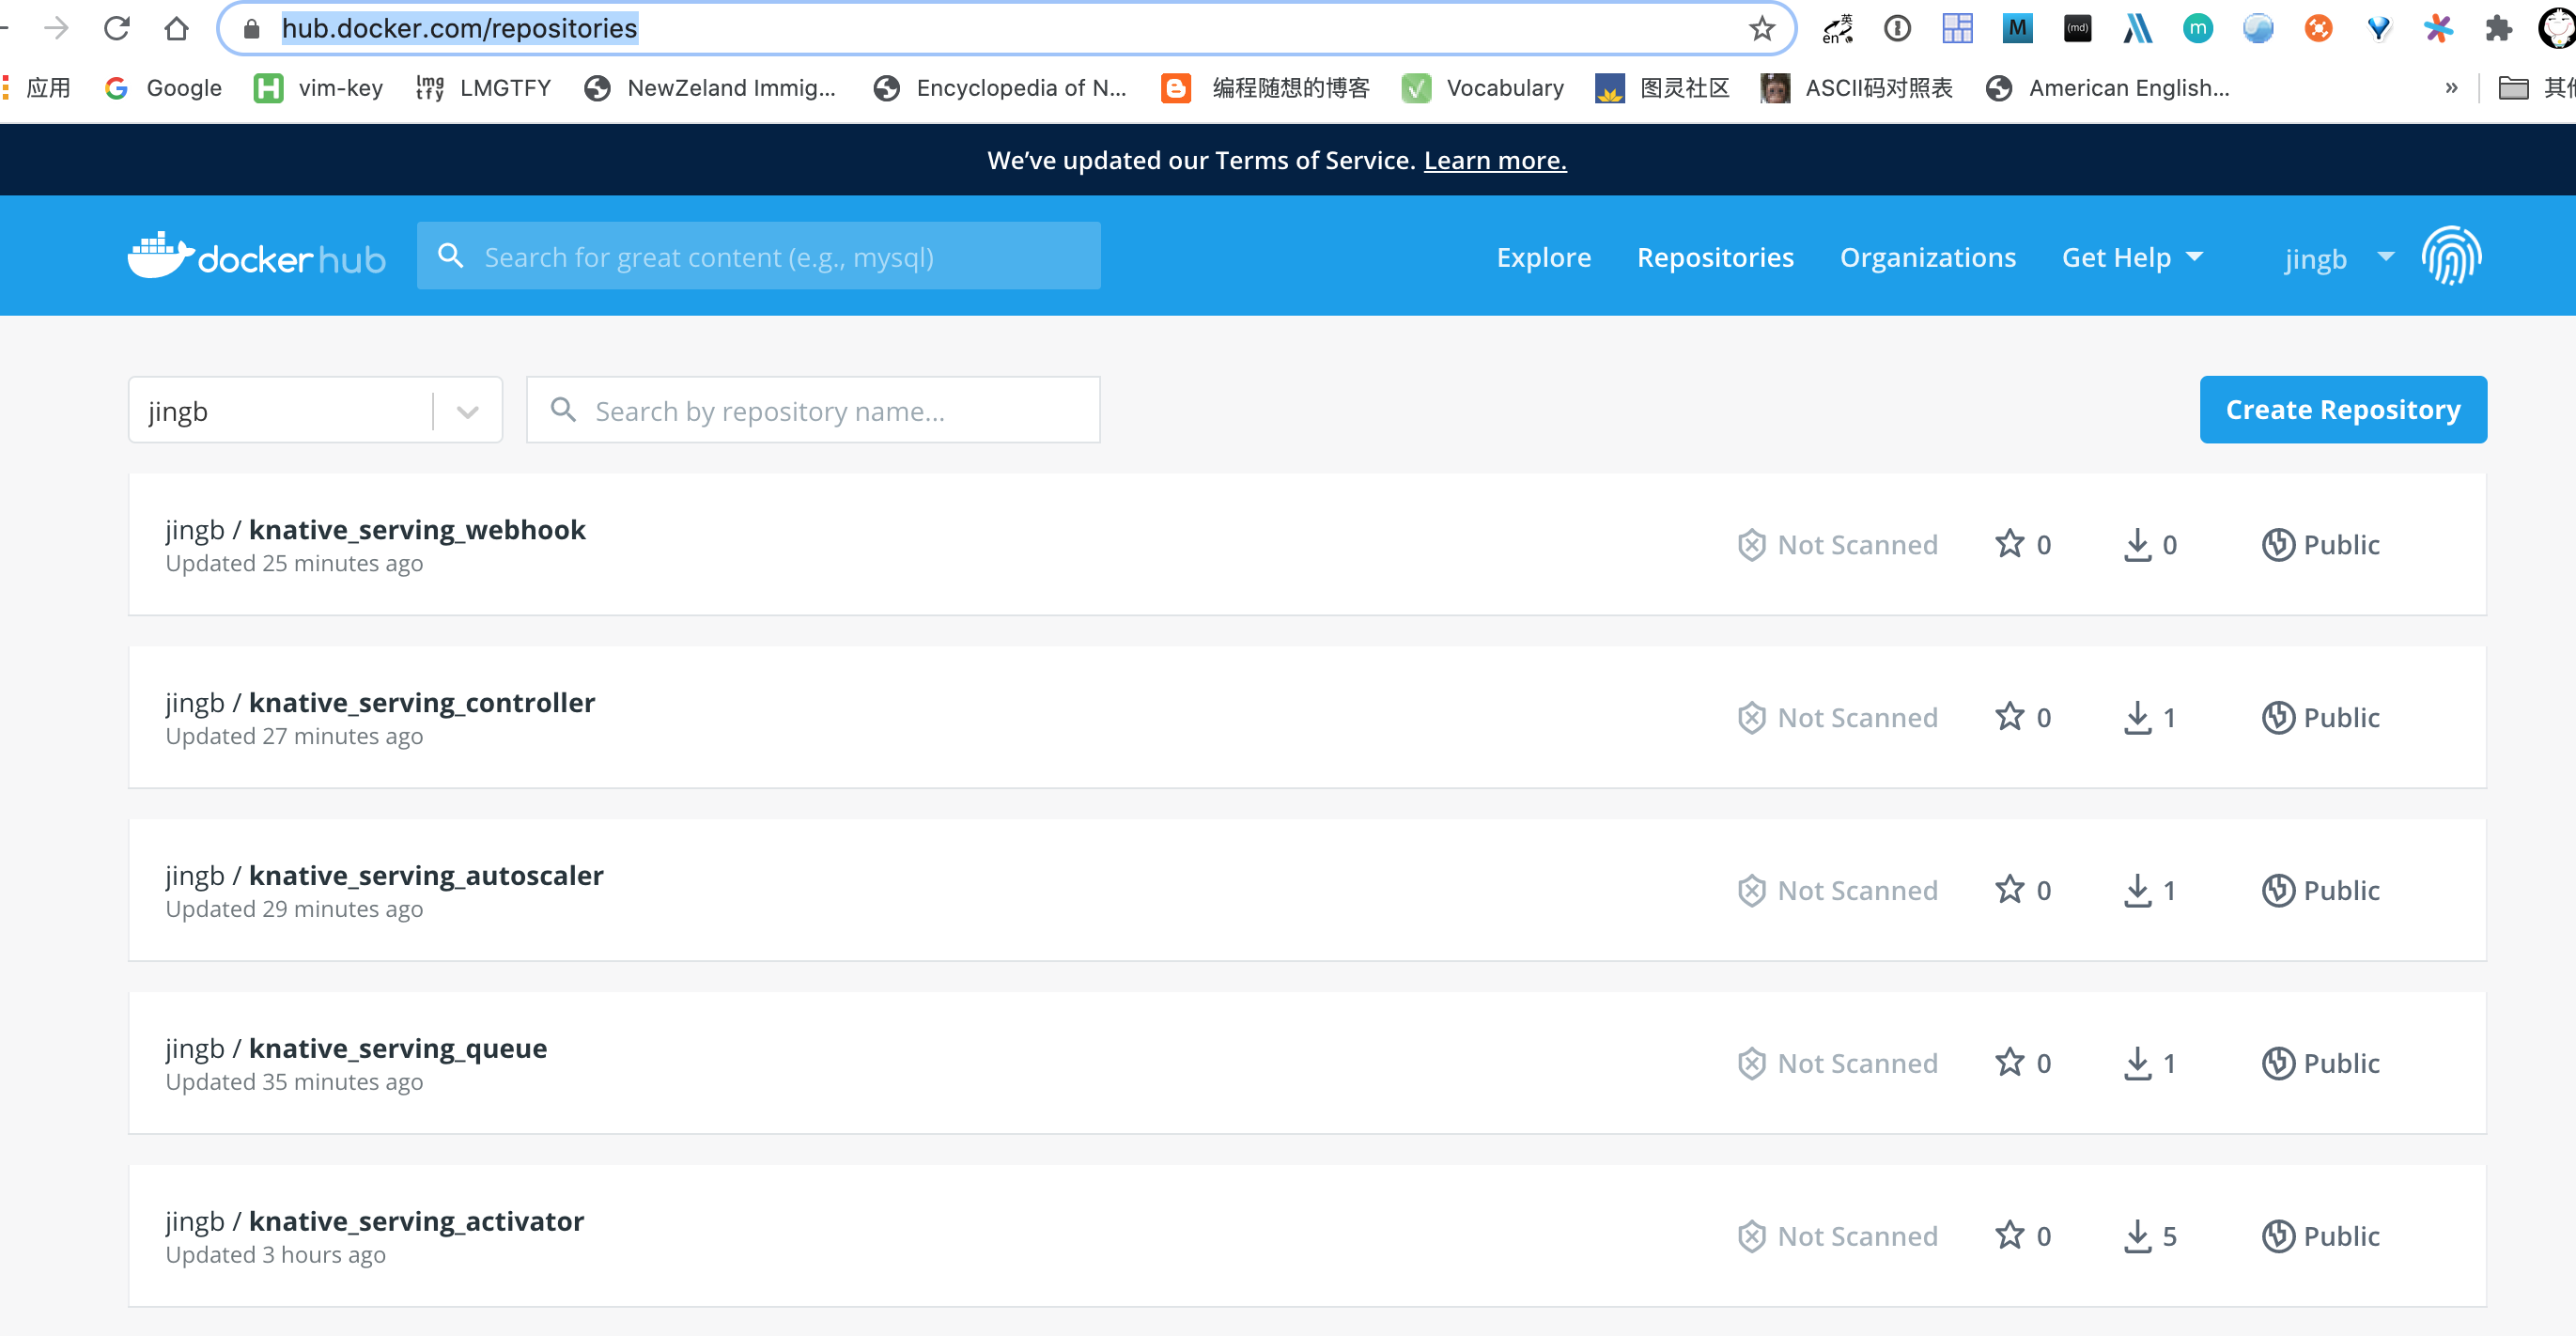 hub.docker.com/repositories
英
en
M
(md)
m
应用 Google vim-key lmg tfy LMGTFY NewZeland Immig... Encyclopedia of N... 编程随想的博客 Vocabulary 图灵社区 ASCII码对照表 American English... »
We’ve updated our Terms of Service. Learn more.
dockerhub Search for great content (e.g., mysql) Explore Repositories Organizations Get Help jingb
jingb Search by repository name... Create Repository
jingb / knative_serving_webhook
Updated 25 minutes ago
Not Scanned 0 0 Public
jingb / knative_serving_controller
Updated 27 minutes ago
Not Scanned 0 1 Public
jingb / knative_serving_autoscaler
Updated 29 minutes ago
Not Scanned 0 1 Public
jingb / knative_serving_queue
Updated 35 minutes ago
Not Scanned 0 1 Public
jingb / knative_serving_activator
Updated 3 hours ago
Not Scanned 0 5 Public